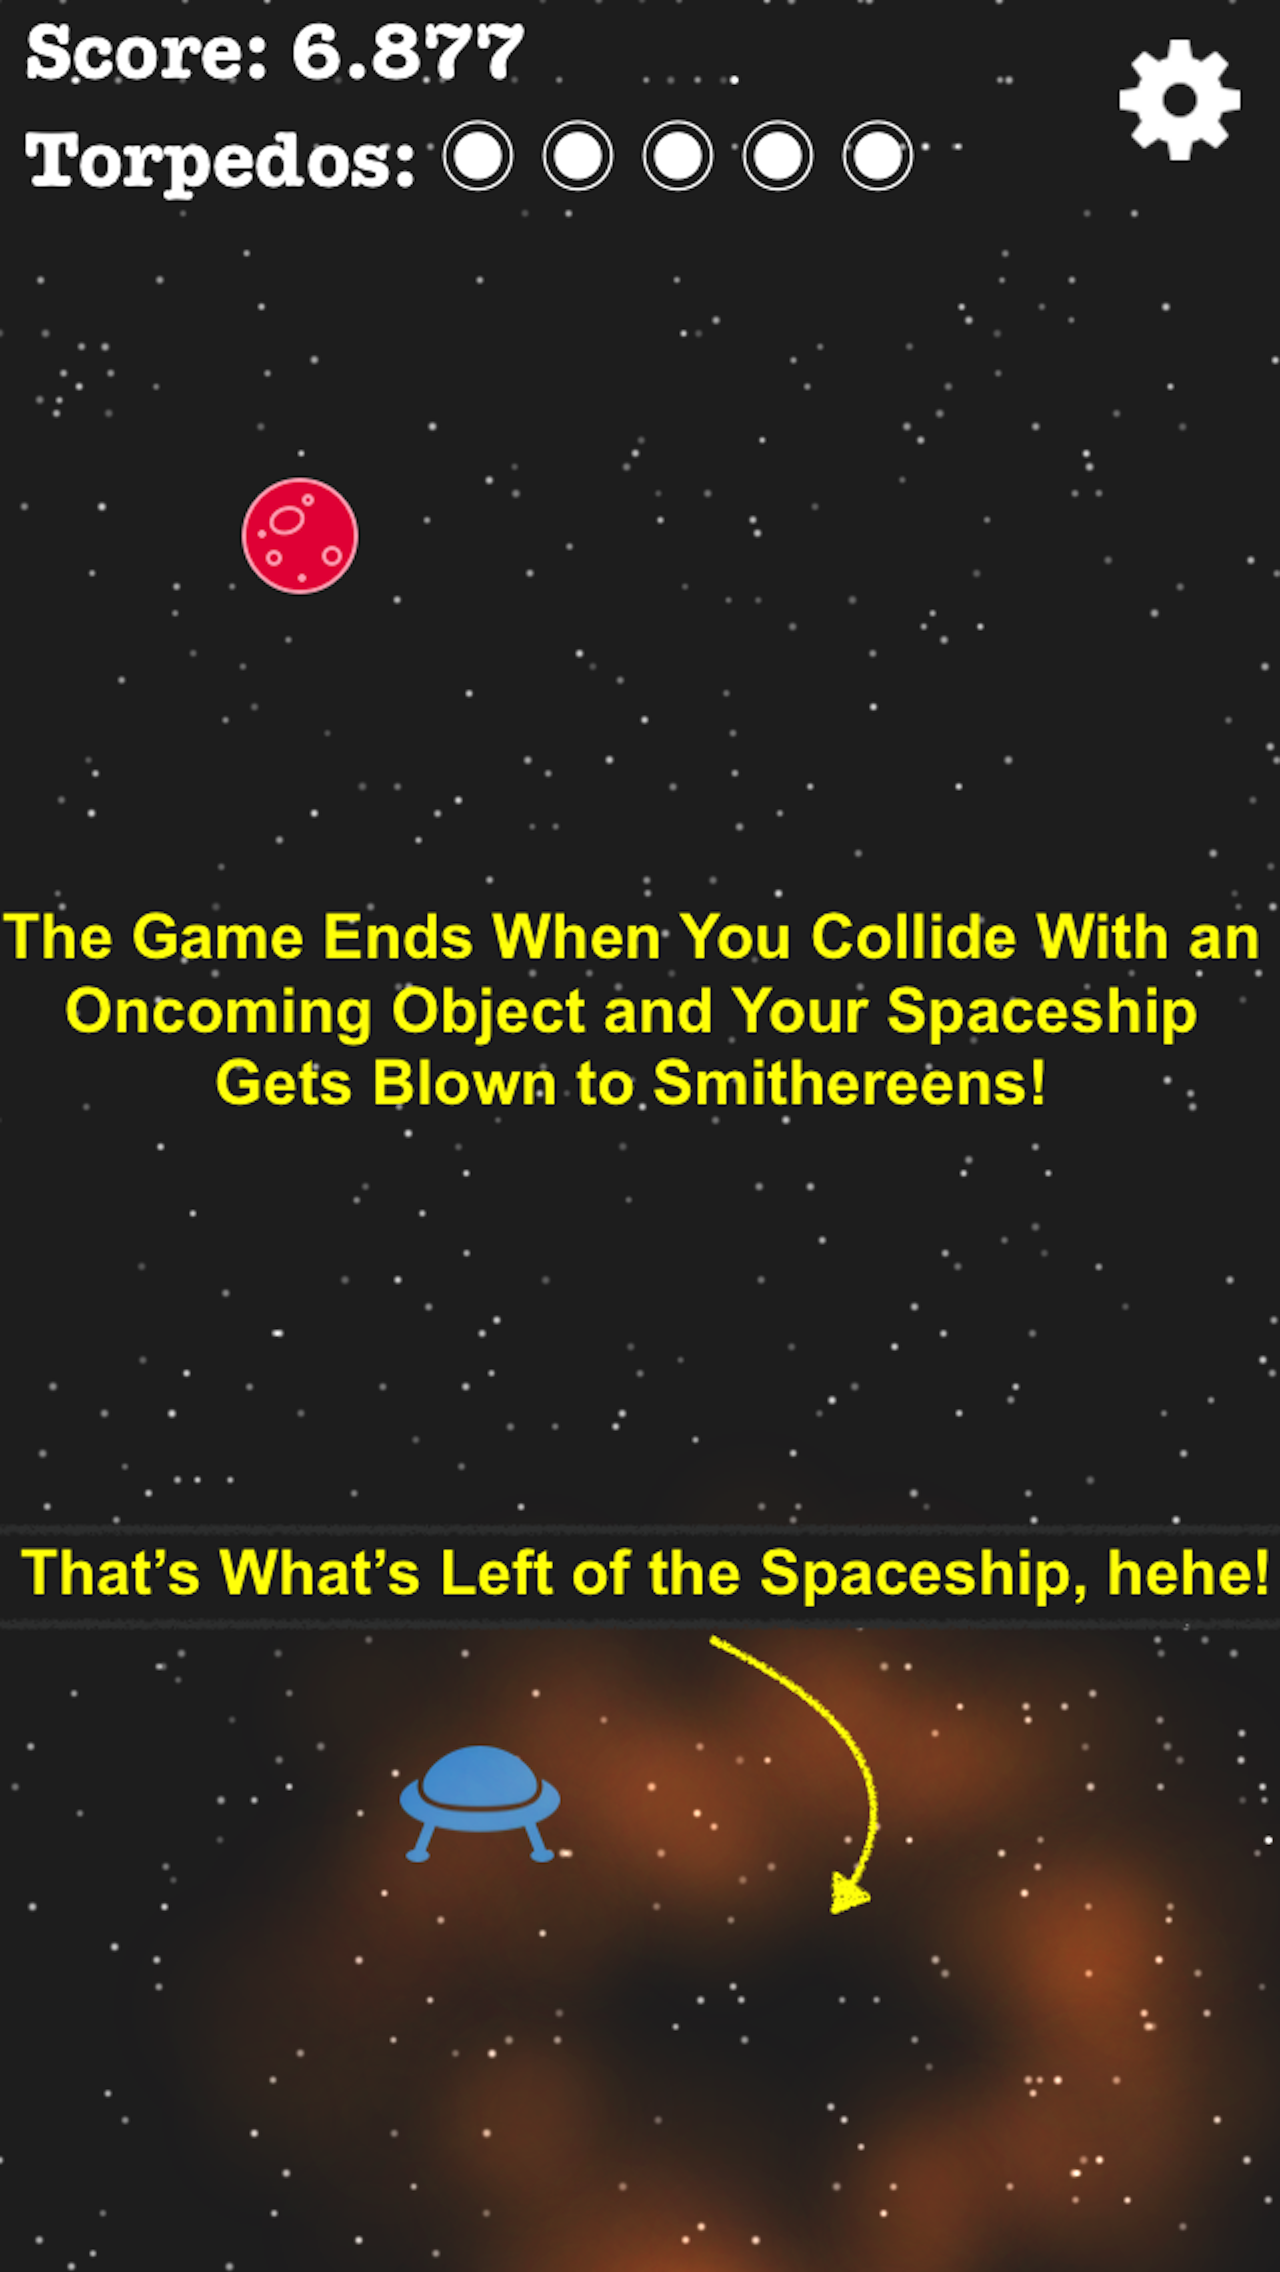 Score: 6.877
Torpedos:
The Game Ends When You Collide With an
Oncoming Object and Your Spaceship
Gets Blown to Smithereens!
That’s What’s Left of the Spaceship, hehe!